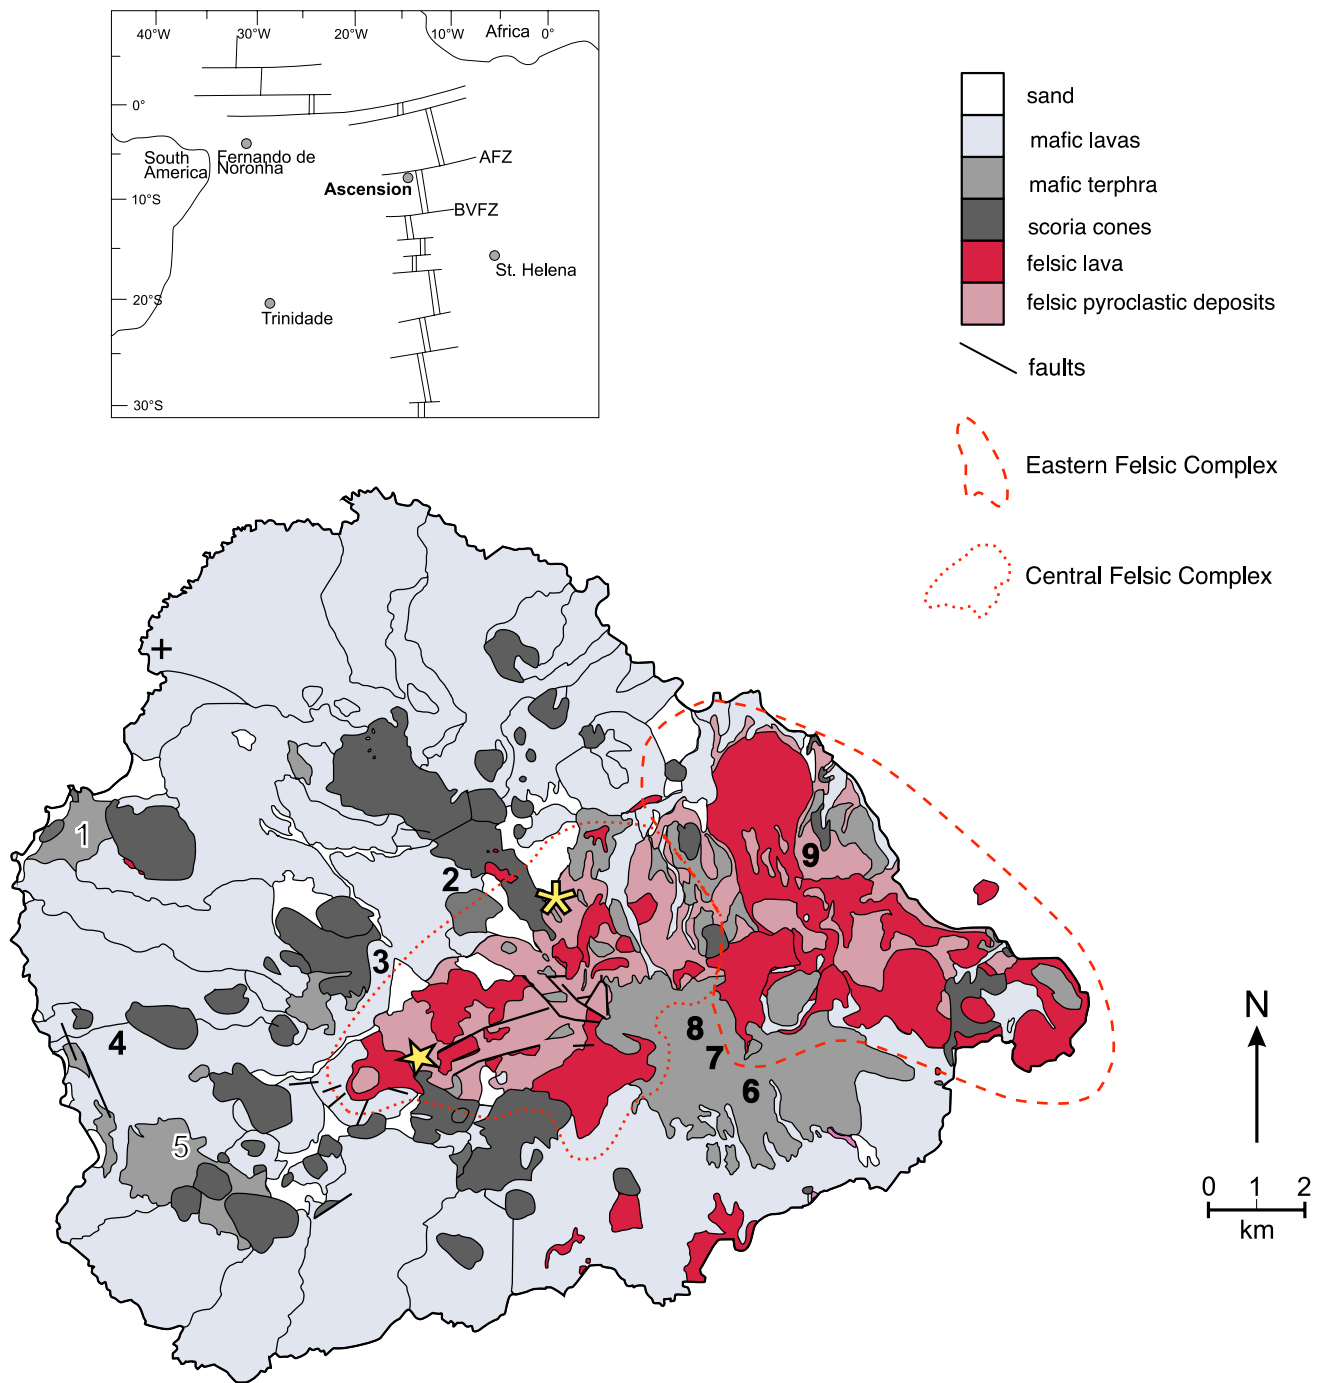 40°W 30°W 20°W 10°W Africa 0°
0°
South
America
Fernando de
Noronha
AFZ
Ascension
10°S
BVFZ
St. Helena
20°S
Trinidade
30°S
sand
mafic lavas
mafic terphra
scoria cones
felsic lava
felsic pyroclastic deposits
faults
Eastern Felsic Complex
Central Felsic Complex
1
2
3
4
5
6
7
8
9
N
0 1 2
km